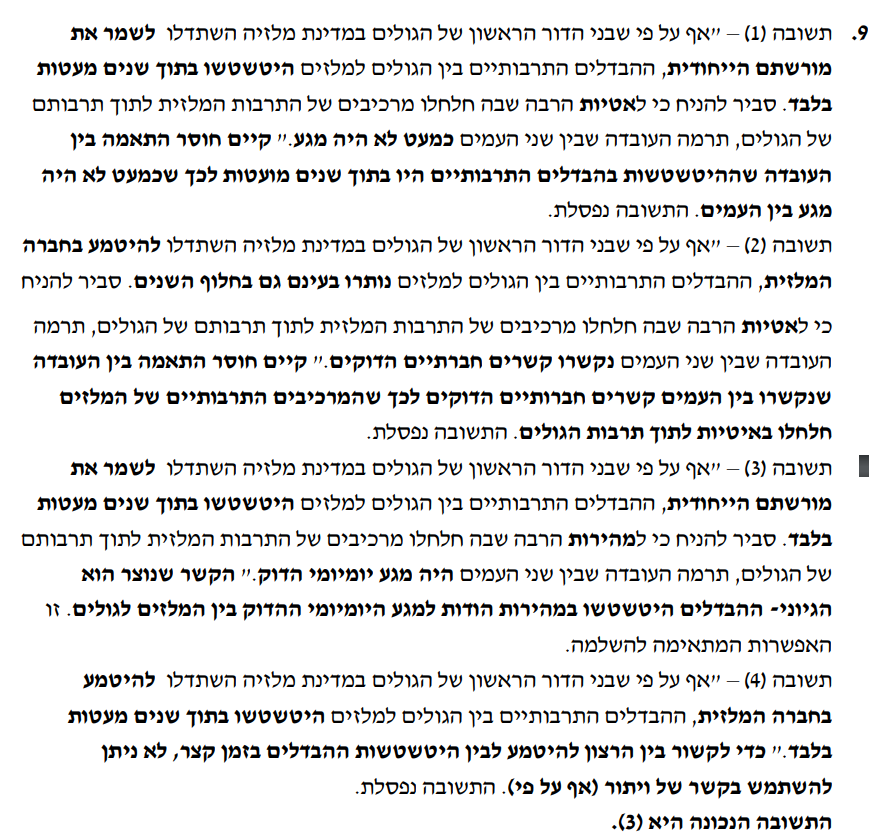 9. תשובה (1) – ״אף על פי שבני הדור הראשון של הגולים במדינת מלזיה השתדלו לשמר את
מורשתם הייחודית, ההבדלים התרבותיים בין הגולים למלזים היטשטשו בתוך שנים מעטות
בלבד. סביר להניח כי לאטיות הרבה שבה חלחלו מרכיבים של התרבות המלזית לתוך תרבותם
של הגולים, תרמה העובדה שבין שני העמים כמעט לא היה מגע.״ קיים חוסר התאמה בין
העובדה שההיטשטשות בהבדלים התרבותיים היו בתוך שנים מועטות לכך שכמעט לא היה
מגע בין העמים. התשובה נפסלת.
תשובה (2) – ״אף על פי שבני הדור הראשון של הגולים במדינת מלזיה השתדלו להיטמע בחברה
המלזית, ההבדלים התרבותיים בין הגולים למלזים נותרו בעינם גם בחלוף השנים. סביר להניח
כי לאטיות הרבה שבה חלחלו מרכיבים של התרבות המלזית לתוך תרבותם של הגולים, תרמה
העובדה שבין שני העמים נקשרו קשרים חברתיים הדוקים.״ קיים חוסר התאמה בין העובדה
שנקשרו בין העמים קשרים חברותיים הדוקים לכך שהמרכיבים התרבותיים של המלזים
חלחלו באיטיות לתוך תרבות הגולים. התשובה נפסלת.
תשובה (3) – ״אף על פי שבני הדור הראשון של הגולים במדינת מלזיה השתדלו לשמר את
מורשתם הייחודית, ההבדלים התרבותיים בין הגולים למלזים היטשטשו בתוך שנים מעטות
בלבד. סביר להניח כי למהירות הרבה שבה חלחלו מרכיבים של התרבות המלזית לתוך תרבותם
של הגולים, תרמה העובדה שבין שני העמים היה מגע יומיומי הדוק.״ הקשר שנוצר הוא
הגיוני- ההבדלים היטשטשו במהירות הודות למגע היומיומי ההדוק בין המלזים לגולים. זו
האפשרות המתאימה להשלמה.
תשובה (4) – ״אף על פי שבני הדור הראשון של הגולים במדינת מלזיה השתדלו להיטמע
בחברה המלזית, ההבדלים התרבותיים בין הגולים למלזים היטשטשו בתוך שנים מעטות
בלבד.״ כדי לקשור בין הרצון להיטמע לבין היטשטשות ההבדלים בזמן קצר, לא ניתן
להשתמש בקשר של ויתור (אף על פי). התשובה נפסלת.
התשובה הנכונה היא (3).